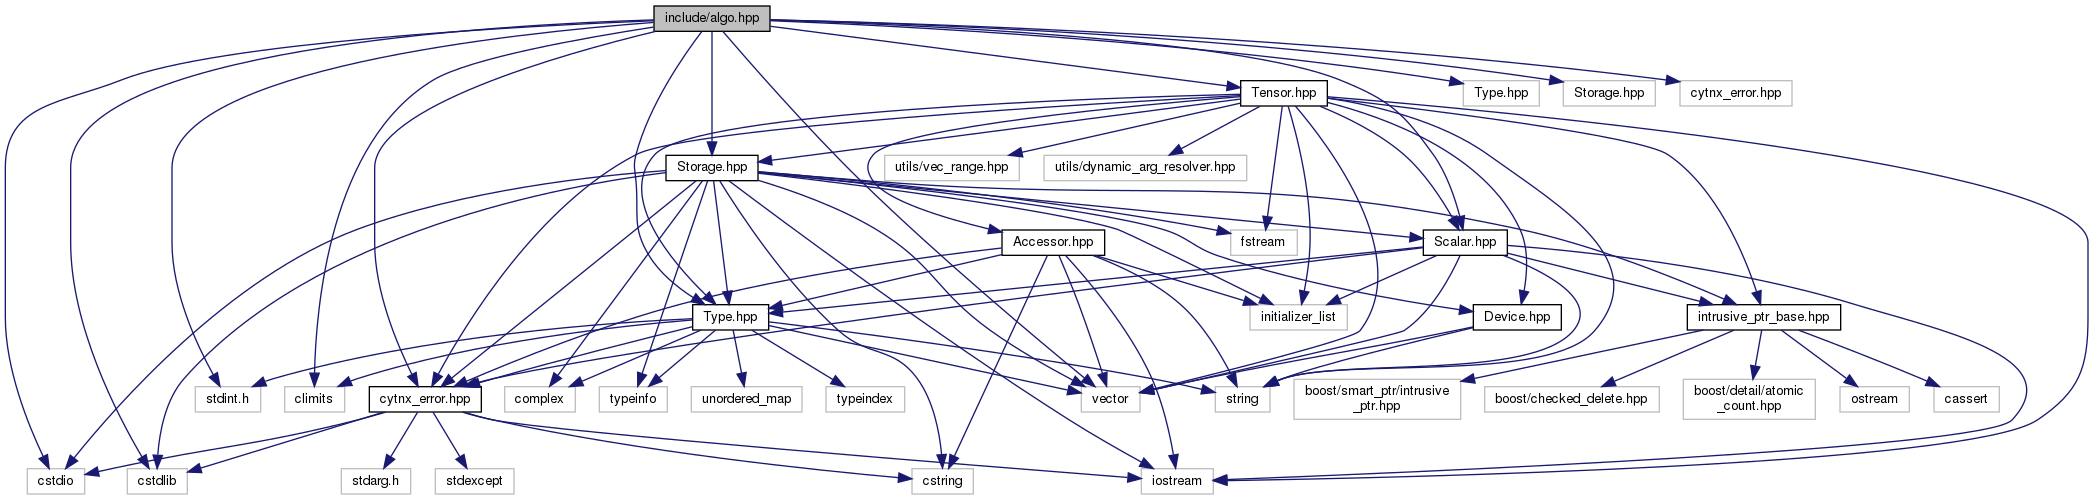 include/algo.hpp
Tensor.hpp
Type.hpp
Storage.hpp
cytnx_error.hpp
Storage.hpp
utils/vec_range.hpp
utils/dynamic_arg_resolver.hpp
Accessor.hpp
fstream
Scalar.hpp
Type.hpp
initializer_list
Device.hpp
intrusive_ptr_base.hpp
stdint.h
climits
cytnx_error.hpp
complex
typeinfo
unordered_map
typeindex
vector
string
boost/smart_ptr/intrusive
_ptr.hpp
boost/checked_delete.hpp
boost/detail/atomic
_count.hpp
ostream
cassert
cstdio
cstdlib
stdarg.h
stdexcept
cstring
iostream